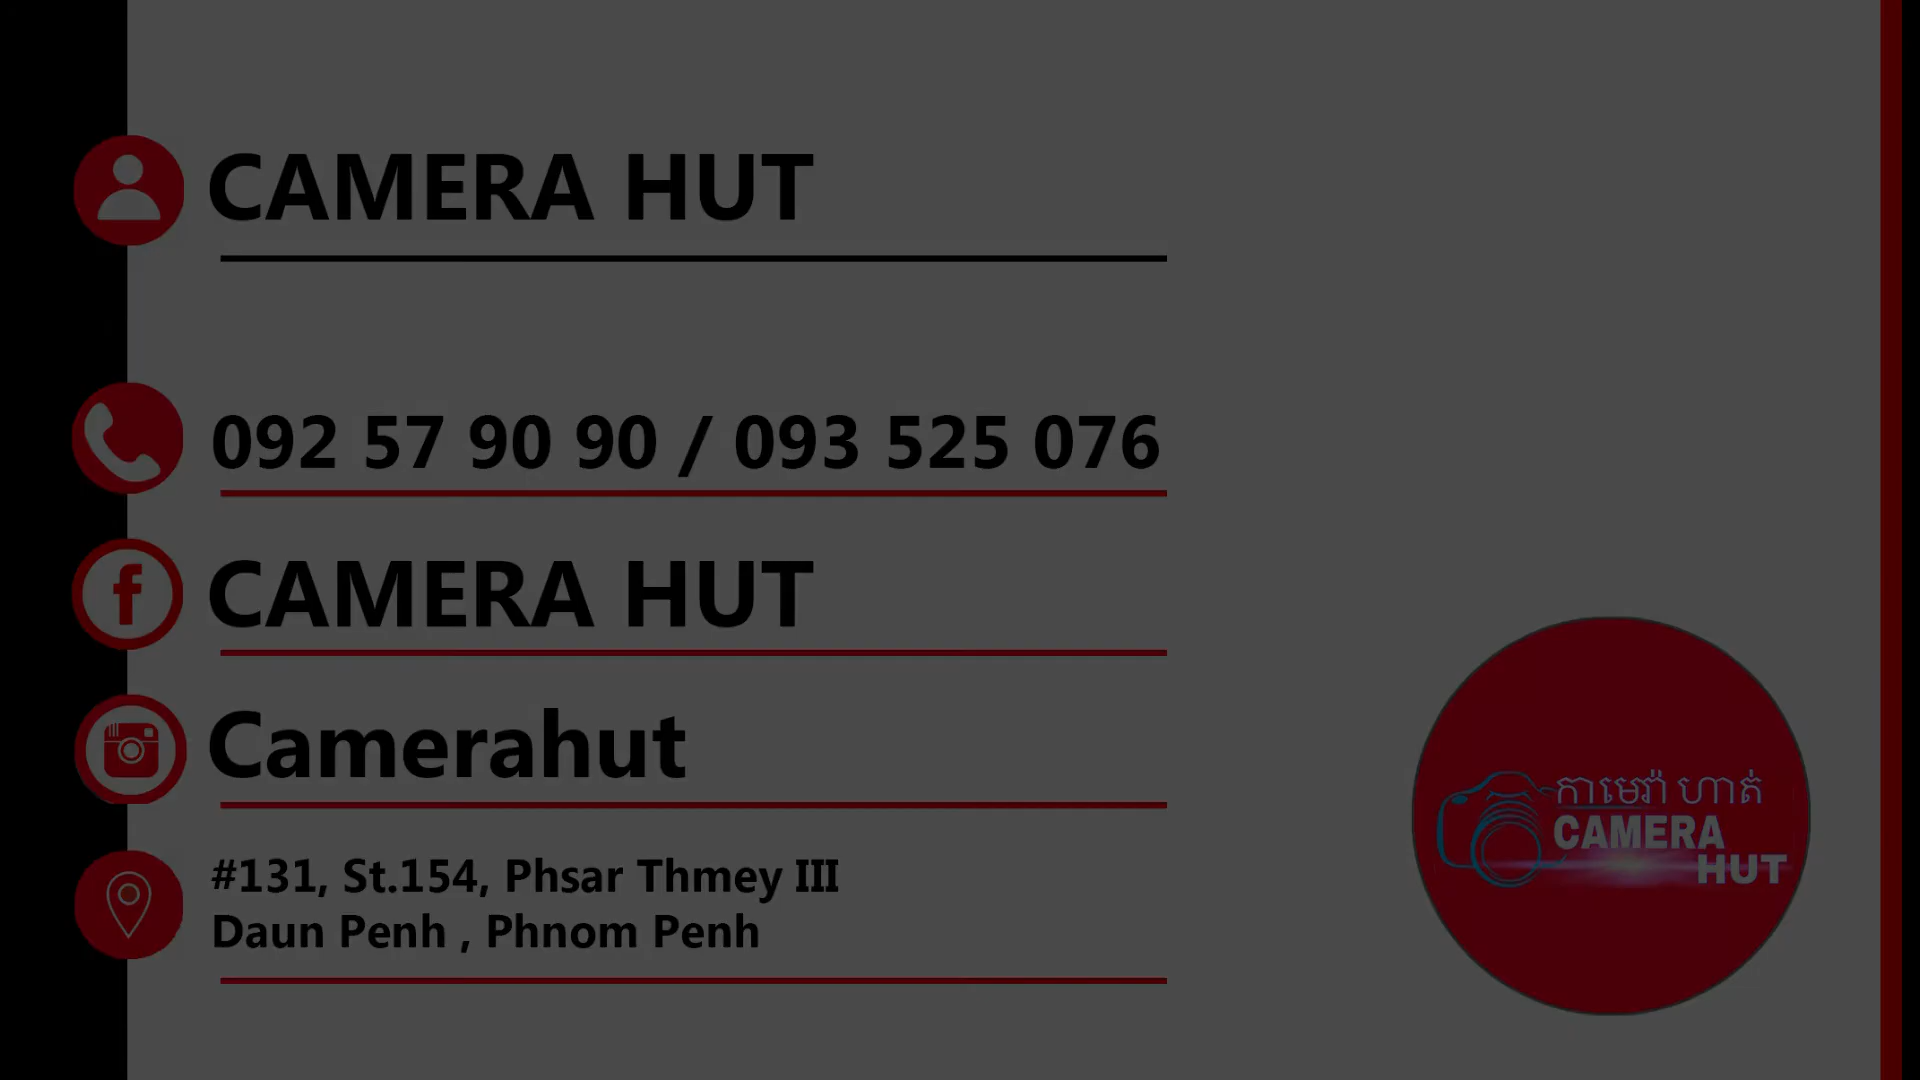 CAMERA HUT
092 57 90 90 / 093 525 076
CAMERA HUT
Camerahut
#131, St.154, Phsar Thmey III
Daun Penh , Phnom Penh
កាមេរ៉ា ហាត់
CAMERA
HUT